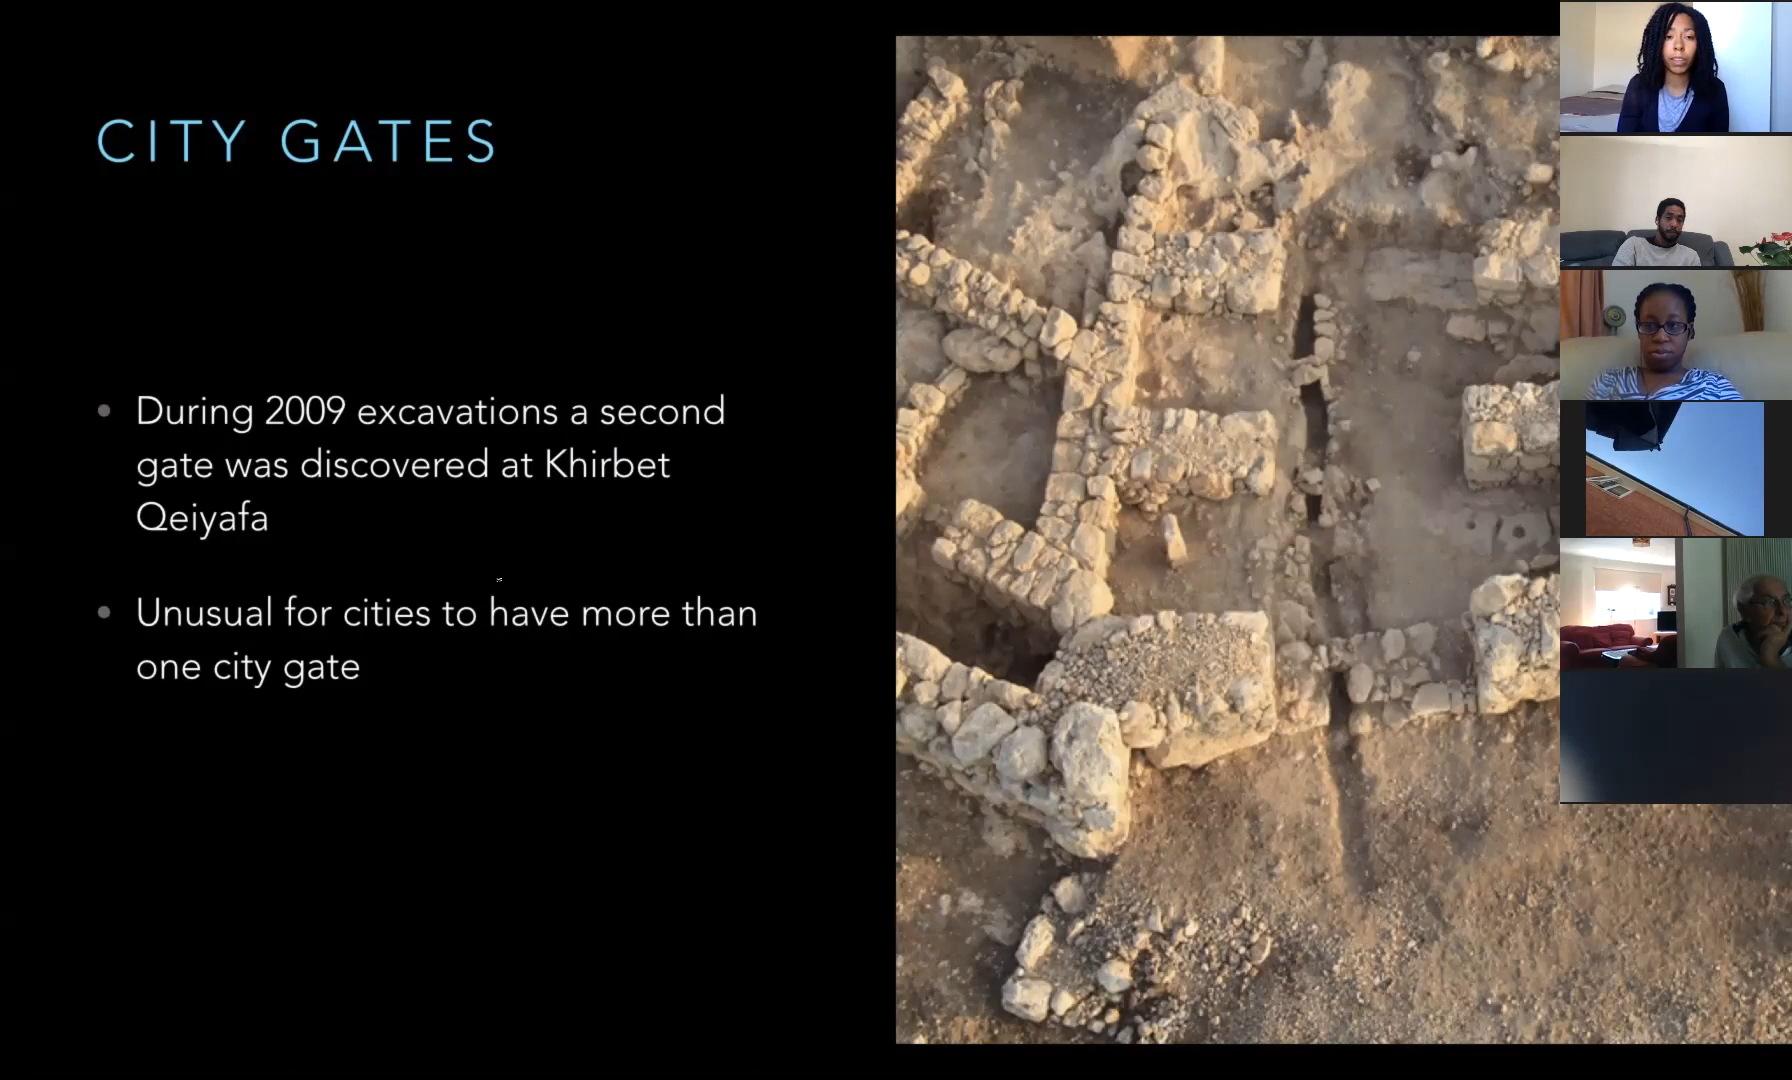 CITY GATES
During 2009 excavations a second
gate was discovered at Khirbet
Qeiyafa
Unusual for cities to have more than
one city gate